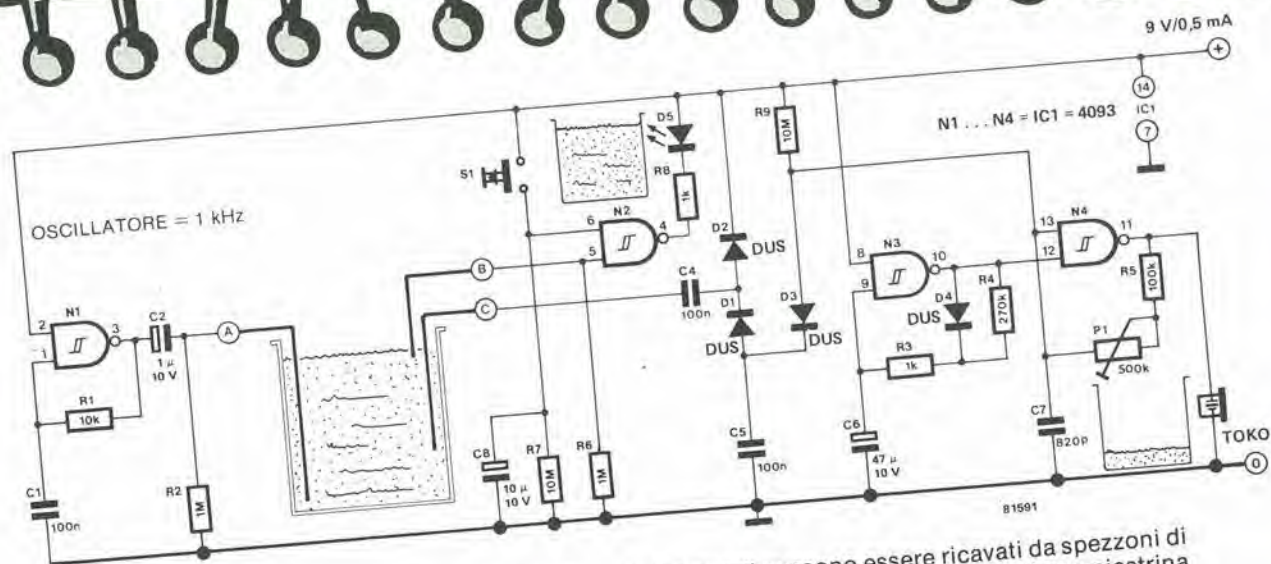 9 V/0,5 mA
+
14
IC1
7
N1 . . . N4 = IC1 = 4093
OSCILLATORE = 1 kHz
S1
D5
R8
1k
R9
10M
N2
6
5
4
D2
DUS
N3
8
9
10
N4
13
12
11
B
C
C4
100n
D1
DUS
D3
DUS
D4
DUS
R4
270k
R5
100k
N1
2
1
3
C2
1 µ
10 V
A
R3
1k
P1
500k
R1
10k
C8
10 µ
10 V
R7
10M
R6
1M
C5
100n
C6
47 µ
10 V
C7
820p
TOKO
0
C1
100n
R2
1M
81591
essere ricavati da spezzoni di